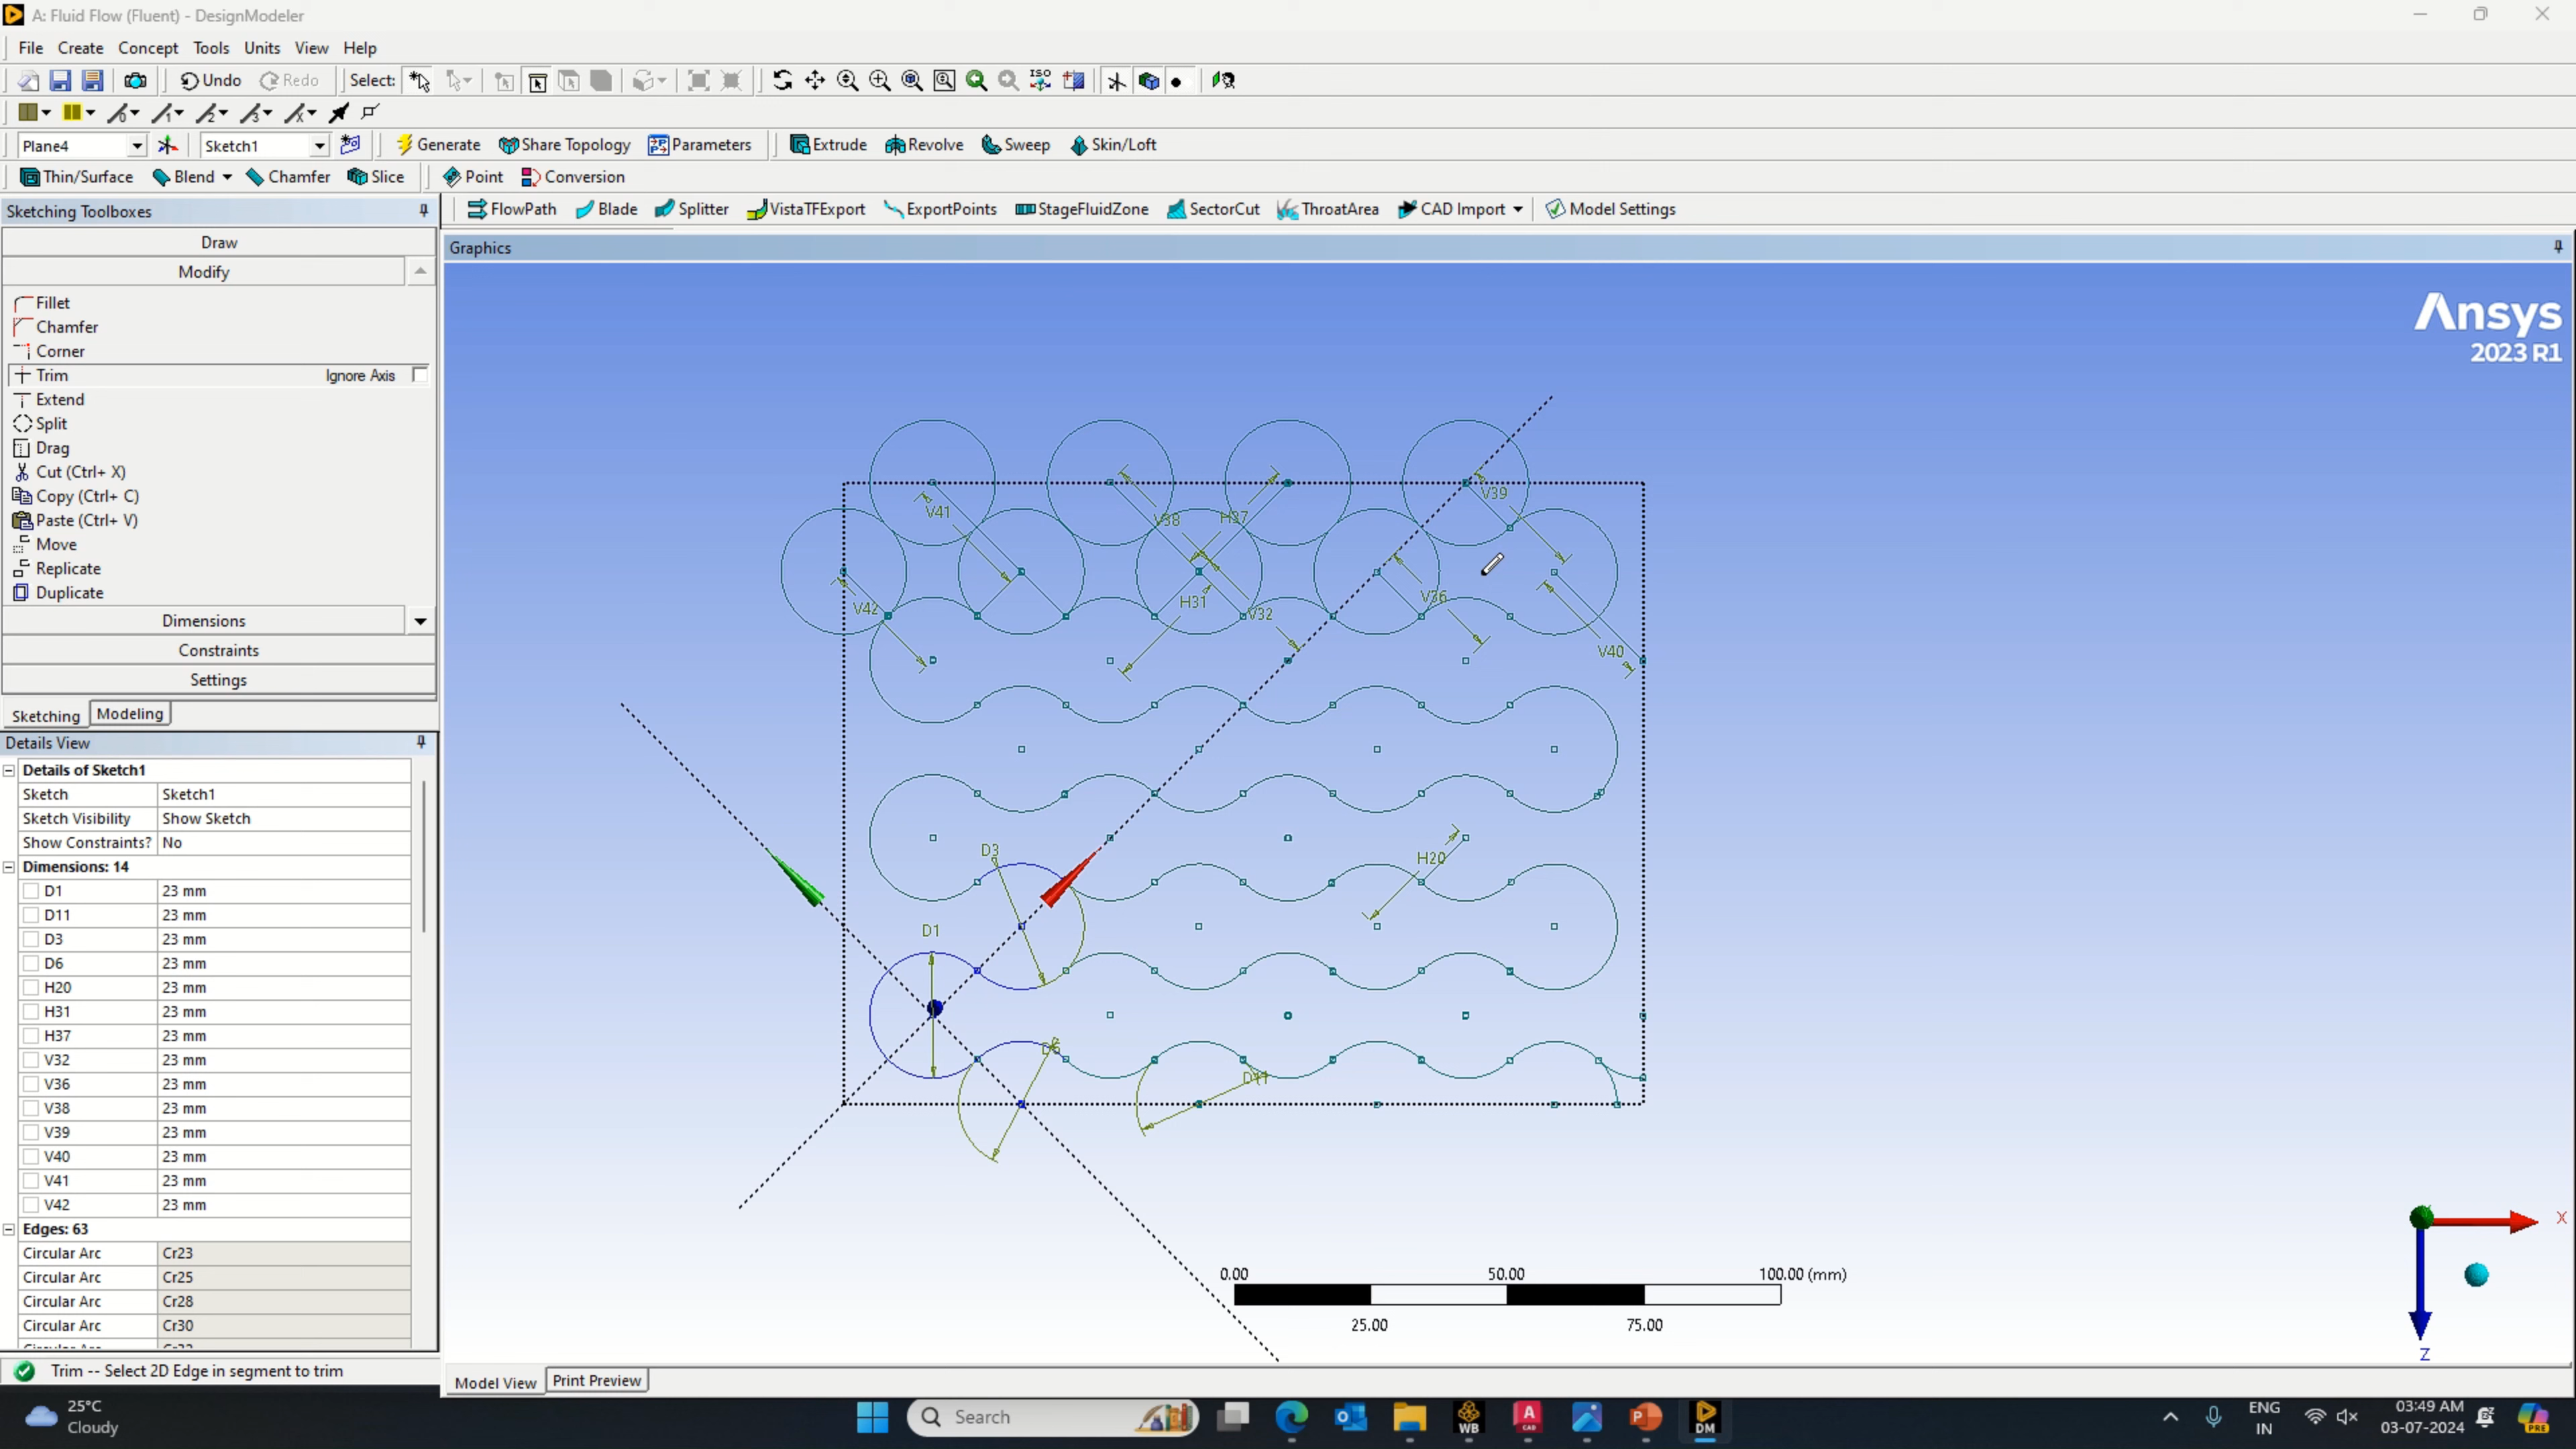 A: Fluid Flow (Fluent) - DesignModeler
File Create Concept Tools Units View Help
Undo Redo Select: ISO
Plane4 Sketch1 Generate Share Topology Parameters Extrude Revolve Sweep Skin/Loft
Thin/Surface Blend Chamfer Slice Point Conversion
FlowPath Blade Splitter VistaTFExport ExportPoints StageFluidZone SectorCut ThroatArea CAD Import Model Settings
Sketching Toolboxes
Draw
Modify
Fillet
Chamfer
Corner
Trim Ignore Axis
Extend
Split
Drag
Cut (Ctrl+ X)
Copy (Ctrl+ C)
Paste (Ctrl+ V)
Move
Replicate
Duplicate
Dimensions
Constraints
Settings
Sketching Modeling
Details View
Details of Sketch1
Sketch Sketch1
Sketch Visibility Show Sketch
Show Constraints? No
Dimensions: 14
D1 23 mm
D11 23 mm
D3 23 mm
D6 23 mm
H20 23 mm
H31 23 mm
H37 23 mm
V32 23 mm
V36 23 mm
V38 23 mm
V39 23 mm
V40 23 mm
V41 23 mm
V42 23 mm
Edges: 63
Circular Arc Cr23
Circular Arc Cr25
Circular Arc Cr28
Circular Arc Cr30
Trim -- Select 2D Edge in segment to trim
Graphics
Ansys
2023 R1
V39
V41
V38
H37
V42
H31
V32
V36
V40
D3
H20
D1
D6
D11
0.00 50.00 100.00 (mm)
25.00 75.00
X
Z
Model View Print Preview
25°C
Cloudy
Search
WB
A
CAD
P
DM
ENG
IN
03:49 AM
03-07-2024
PRE